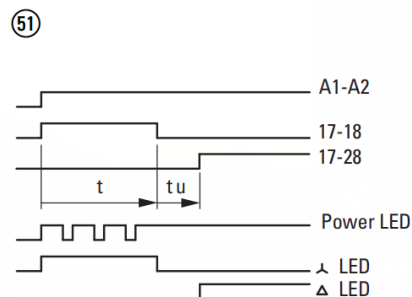 51
A1-A2
17-18
17-28
t tu
Power LED
⅄ LED
Δ LED